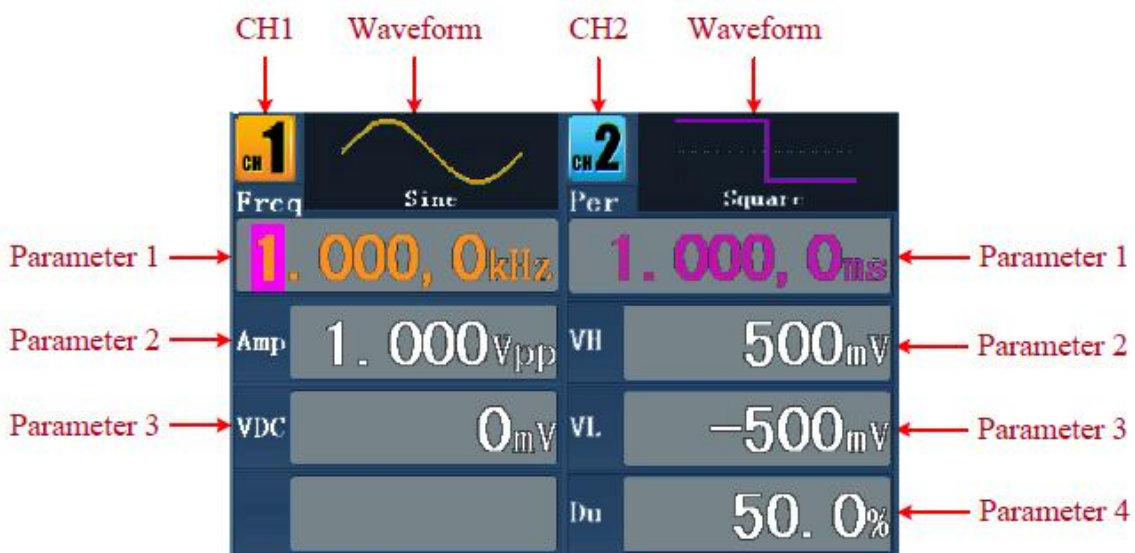 CH1 Waveform CH2 Waveform
CH 1 CH 2
Freq Sine Per Square
Parameter 1 1.000,0kHz 1.000,0ms Parameter 1
Parameter 2 Amp 1.000Vpp VH 500mV Parameter 2
Parameter 3 VDC 0mV VL -500mV Parameter 3
Du 50.0% Parameter 4